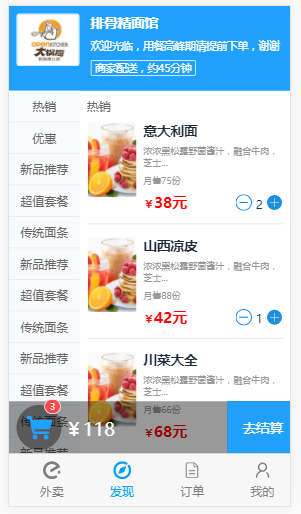 排骨精面馆
欢迎光临，用餐高峰期请提前下单，谢谢
商家配送，约45分钟
OPEN KITCHEN
大锅厨
热销
优惠
新品推荐
超值套餐
传统面条
新品推荐
超值套餐
传统面条
新品推荐
超值套餐
传统面条
热销
意大利面
浓浓黑松露野菌酱汁，融合牛肉，
芝士...
月售75份
¥38元
2
山西凉皮
浓浓黑松露野菌酱汁，融合牛肉，
芝士...
月售88份
¥42元
1
川菜大全
浓浓黑松露野菌酱汁，融合牛肉，
芝士...
月售66份
¥68元
3
¥118
去结算
外卖
发现
订单
我的